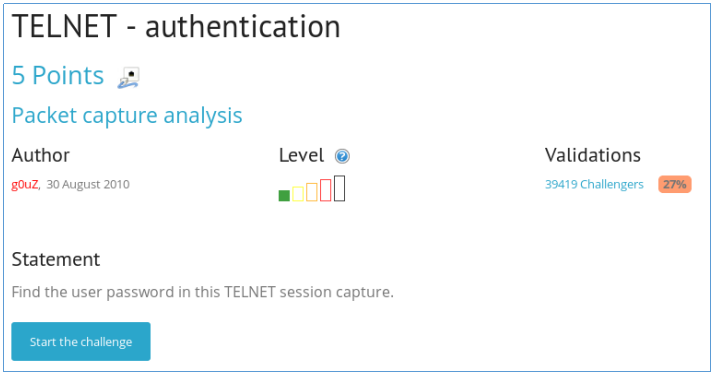 TELNET - authentication
5 Points
Packet capture analysis
Author
Level ?
Validations
g0uZ, 30 August 2010
39419 Challengers 27%
Statement
Find the user password in this TELNET session capture.
Start the challenge